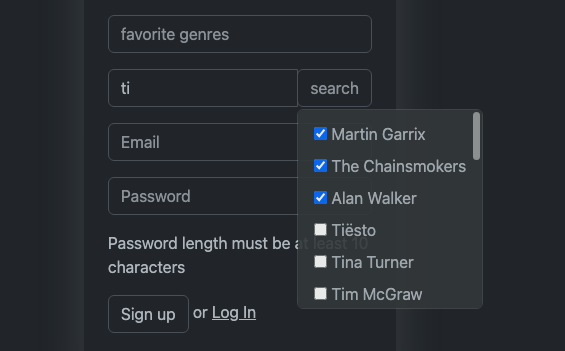 favorite genres
ti
search
Email
Password
Martin Garrix
The Chainsmokers
Alan Walker
Tiësto
Tina Turner
Tim McGraw
Password length must be at least 10
characters
Sign up or Log In